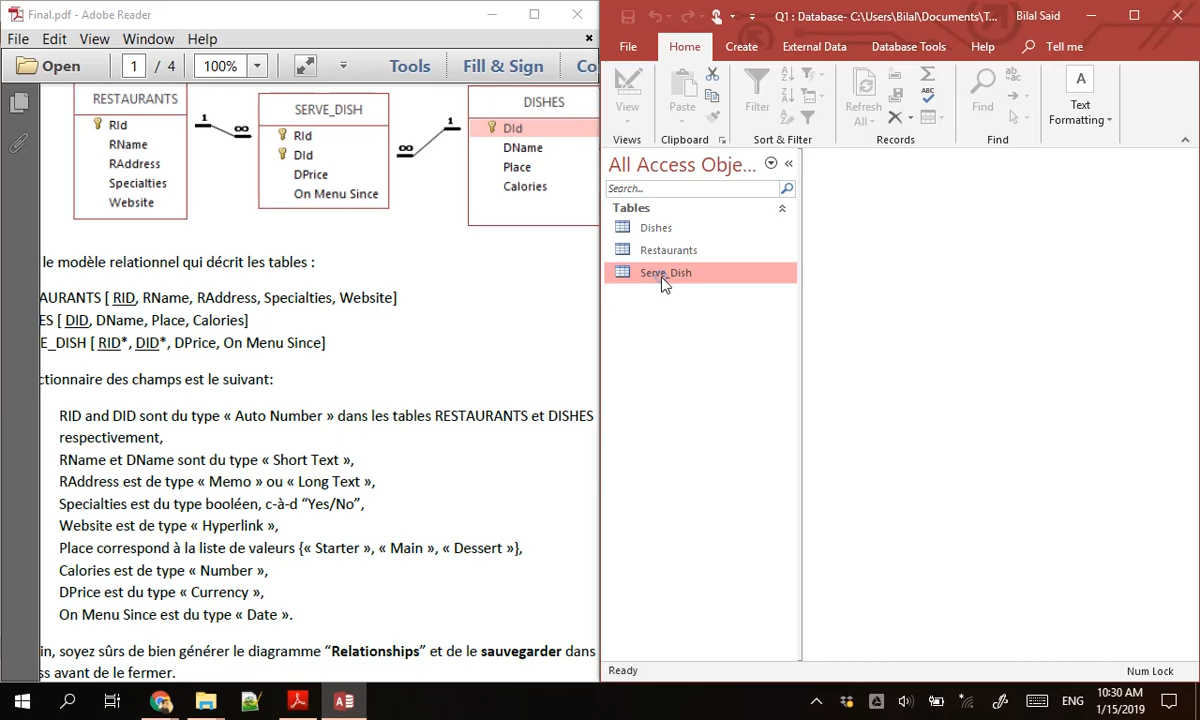 Final.pdf - Adobe Reader
File Edit View Window Help
Open 1 / 4 100% Tools Fill & Sign Co
RESTAURANTS
RId
RName
RAddress
Specialties
Website
1 ∞
SERVE_DISH
RId
DId
DPrice
On Menu Since
1 ∞
DISHES
DId
DName
Place
Calories
le modèle relationnel qui décrit les tables :
AURANTS [ RID, RName, RAddress, Specialties, Website]
ES [ DID, DName, Place, Calories]
E_DISH [ RID*, DID*, DPrice, On Menu Since]
ctionnaire des champs est le suivant:
RID and DID sont du type « Auto Number » dans les tables RESTAURANTS et DISHES
respectivement,
RName et DName sont du type « Short Text »,
RAddress est de type « Memo » ou « Long Text »,
Specialties est du type booléen, c-à-d “Yes/No”,
Website est de type « Hyperlink »,
Place correspond à la liste de valeurs {« Starter », « Main », « Dessert »},
Calories est de type « Number »,
DPrice est du type « Currency »,
On Menu Since est du type « Date ».
in, soyez sûrs de bien générer le diagramme “Relationships” et de le sauvegarder dans
ss avant de le fermer.
Q1 : Database- C:\Users\Bilal\Documents\T... Bilal Said
File Home Create External Data Database Tools Help Tell me
View
Views
Paste
Clipboard
Filter
Sort & Filter
Refresh
All
Records
Find
Find
Text
Formatting
All Access Obje...
Search...
Tables
Dishes
Restaurants
Serve_Dish
Ready Num Lock
ENG 10:30 AM
1/15/2019